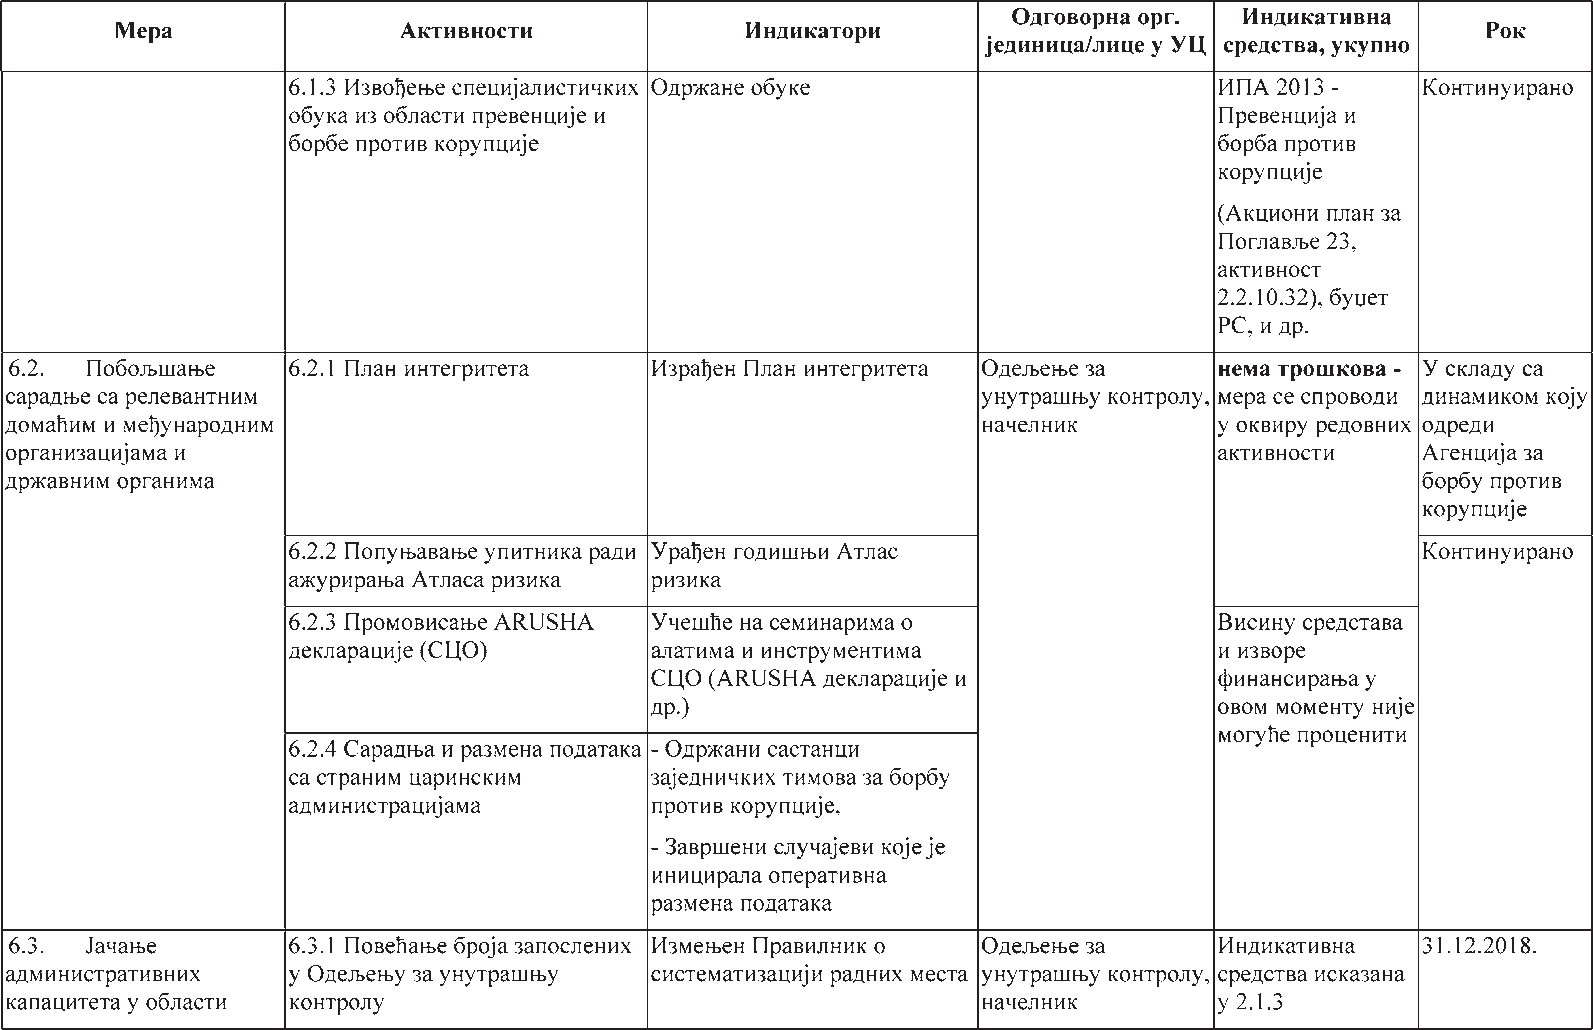 Мера
Активности
Индикатори
Одговорна орг.
јединица/лице у УЦ
Индикативна
средства, укупно
Рок
6.1.3 Извођење специјалистичких
обука из области превенције и
борбе против корупције
Одржане обуке
ИПА 2013 -
Превенција и
борба против
корупције
(Акциони план за
Поглавље 23,
активност
2.2.10.32), буџет
РС, и др.
Континуирано
6.2. Побољшање
сарадње са релевантним
домаћим и међународним
организацијама и
државним органима
6.2.1 План интегритета
Израђен План интегритета
Одељење за
унутрашњу контролу,
начелник
нема трошкова -
мера се спроводи
у оквиру редовних
активности
У складу са
динамиком коју
одреди
Агенција за
борбу против
корупције
6.2.2 Попуњавање упитника ради
ажурирања Атласа ризика
Урађен годишњи Атлас
ризика
Континуирано
6.2.3 Промовисање ARUSHA
декларације (СЦО)
Учешће на семинарима о
алатима и инструментима
СЦО (ARUSHA декларације и
др.)
Висину средстава
и изворе
финансирања у
овом моменту није
могуће проценити
6.2.4 Сарадња и размена података
са страним царинским
администрацијама
- Одржани састанци
заједничких тимова за борбу
против корупције,
- Завршени случајеви које је
иницирала оперативна
размена података
6.3. Јачање
административних
капацитета у области
6.3.1 Повећање броја запослених
у Одељењу за унутрашњу
контролу
Измењен Правилник о
систематизацији радних места
Одељење за
унутрашњу контролу,
начелник
Индикативна
средства исказана
у 2.1.3
31.12.2018.